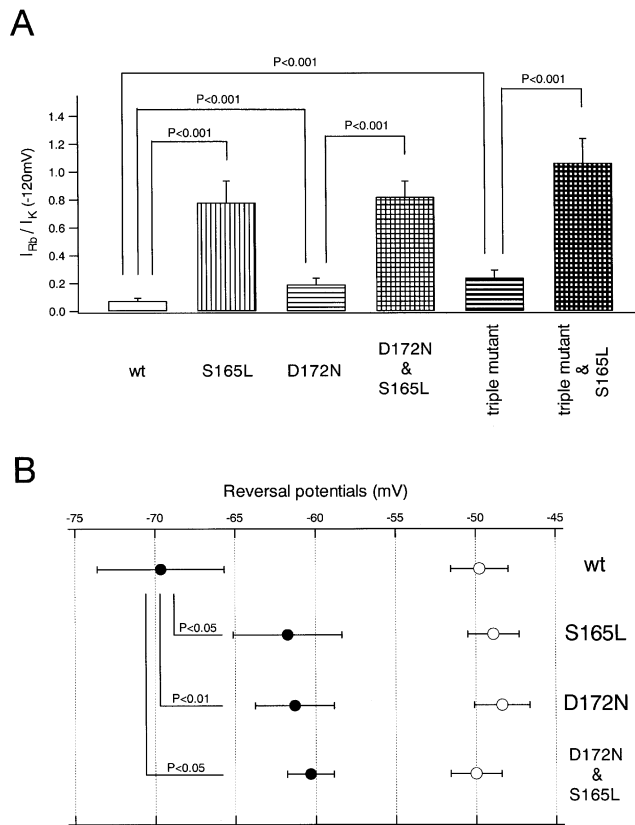 A
P<0.001
P<0.001
P<0.001
P<0.001
P<0.001
1.4
1.2
1.0
0.8
0.6
0.4
0.2
0.0
I_Rb / I_K (-120mV)
wt
S165L
D172N
D172N
&
S165L
triple mutant
triple mutant
&
S165L
B
Reversal potentials (mV)
-75 -70 -65 -60 -55 -50 -45
wt
P<0.05
S165L
P<0.01
D172N
P<0.05
D172N
&
S165L